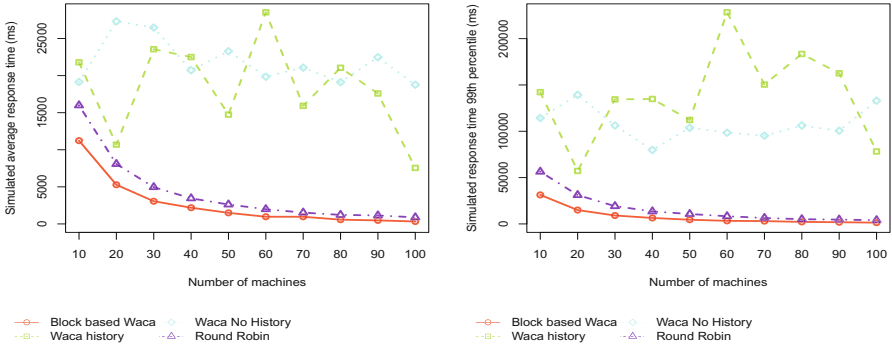 Simulated average response time (ms)
25000
15000
5000
0
10 20 30 40 50 60 70 80 90 100
Number of machines
Block based Waca
Waca history
Waca No History
Round Robin
Simulated response time 99th percentile (ms)
200000
100000
50000
0
10 20 30 40 50 60 70 80 90 100
Number of machines
Block based Waca
Waca history
Waca No History
Round Robin